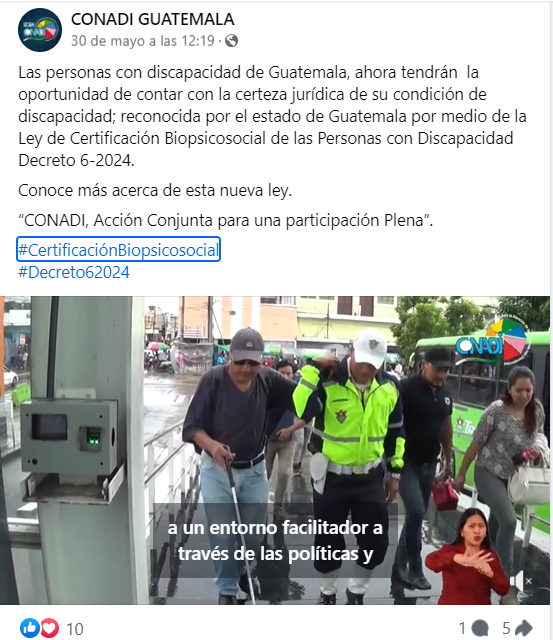 CONADI GUATEMALA
30 de mayo a las 12:19 ·
Las personas con discapacidad de Guatemala, ahora tendrán la
oportunidad de contar con la certeza jurídica de su condición de
discapacidad; reconocida por el estado de Guatemala por medio de la
Ley de Certificación Biopsicosocial de las Personas con Discapacidad
Decreto 6-2024.
Conoce más acerca de esta nueva ley.
“CONADI, Acción Conjunta para una participación Plena”.
#CertificaciónBiopsicosocial
#Decreto62024
CONADI
a un entorno facilitador a
través de las políticas y
10
1
5